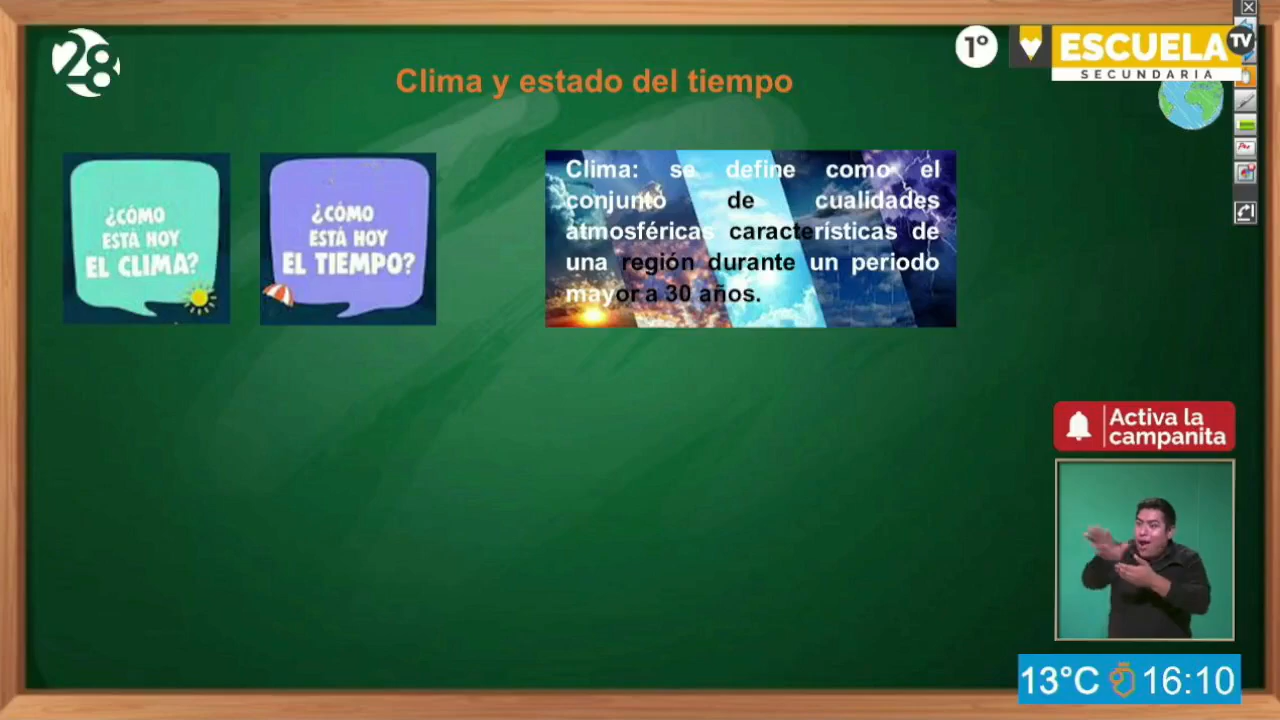 28
1°
ESCUELA TV
SECUNDARIA
Clima y estado del tiempo
¿CÓMO
ESTÁ HOY
EL CLIMA?
¿CÓMO
ESTÁ HOY
EL TIEMPO?
Clima: se define como el
conjunto de cualidades
atmosféricas características de
una región durante un periodo
mayor a 30 años.
Activa la
campanita
13°C 16:10